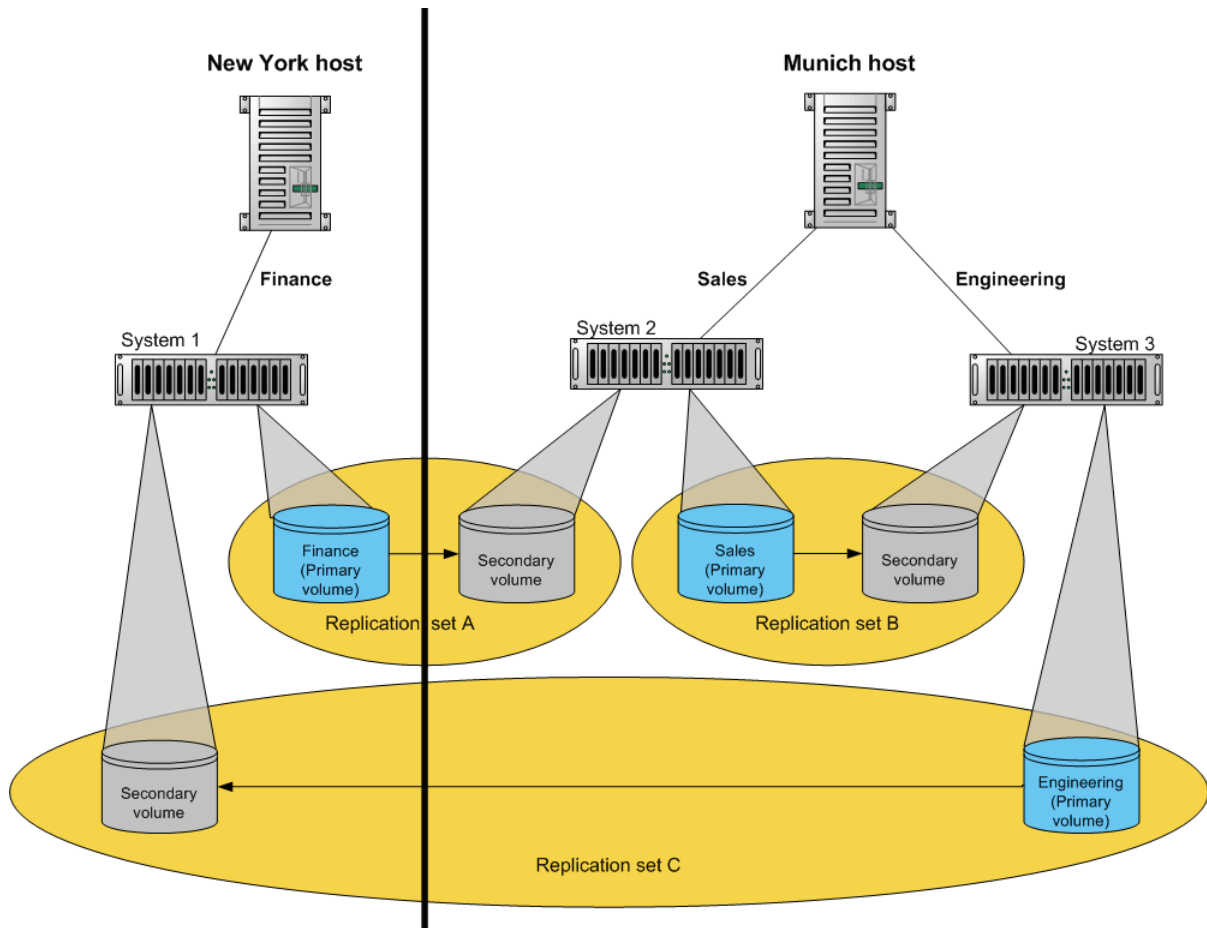 New York host
Munich host
Finance
Sales
Engineering
System 1
System 2
System 3
Finance
(Primary
volume)
Secondary
volume
Sales
(Primary
volume)
Secondary
volume
Replication set A
Replication set B
Secondary
volume
Engineering
(Primary
volume)
Replication set C